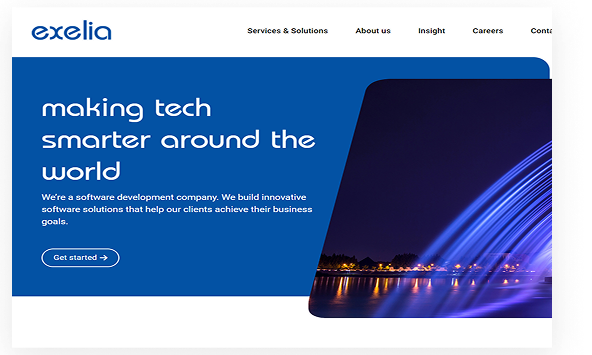 exelia
Services & Solutions About us Insight Careers Conta
making tech
smarter around the
world
We're a software development company. We build innovative
software solutions that help our clients achieve their business
goals.
Get started →